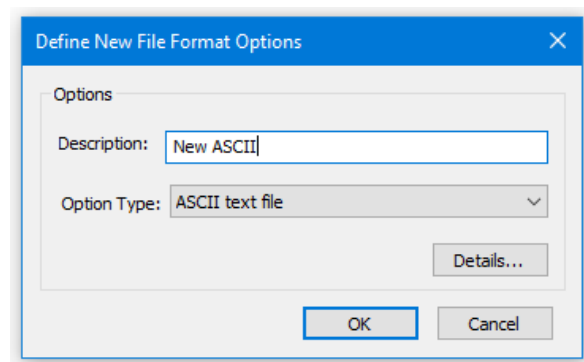 Define New File Format Options
Options
Description: New ASCII
Option Type: ASCII text file
Details...
OK Cancel